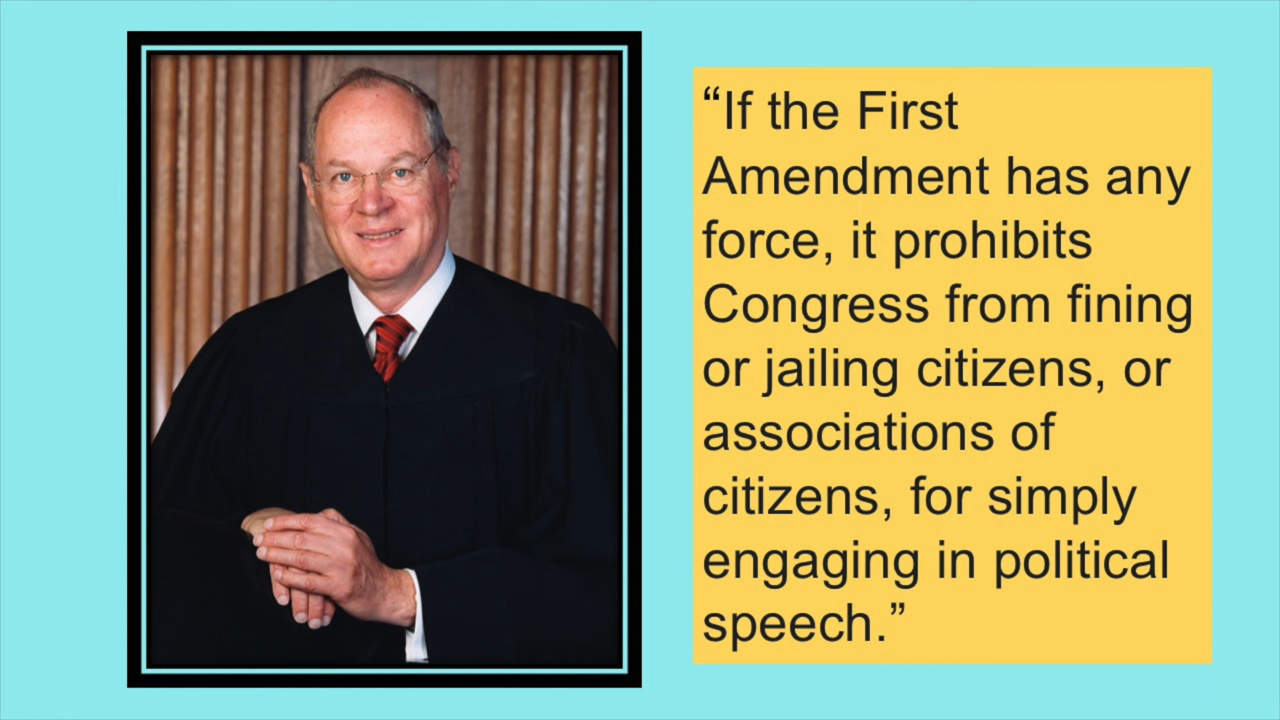 “If the First
Amendment has any
force, it prohibits
Congress from fining
or jailing citizens, or
associations of
citizens, for simply
engaging in political
speech.”